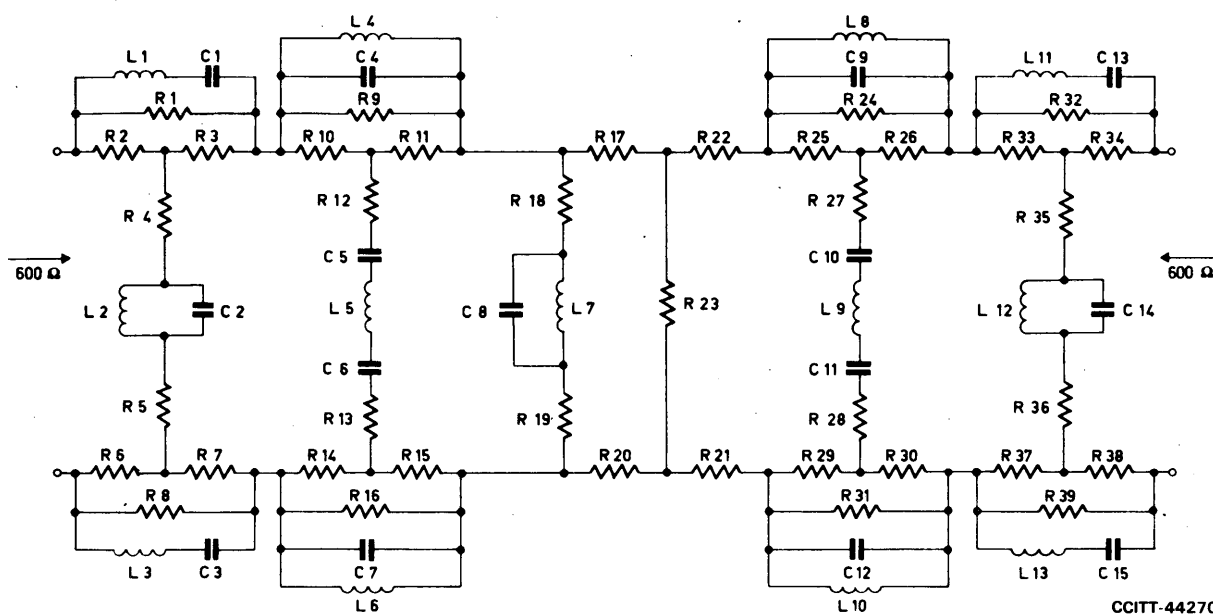 L 4
L 8
L 1
C 1
C 4
C 9
L 11
C 13
R 1
R 9
R 24
R 32
R 2
R 3
R 10
R 11
R 17
R 22
R 25
R 26
R 33
R 34
R 4
R 12
R 18
R 27
R 35
C 5
C 10
600 Ω
600 Ω
L 2
C 2
L 5
C 8
L 7
R 23
L 9
L 12
C 14
C 6
C 11
R 5
R 13
R 19
R 28
R 36
R 6
R 7
R 14
R 15
R 20
R 21
R 29
R 30
R 37
R 38
R 8
R 16
R 31
R 39
L 3
C 3
C 7
C 12
L 13
C 15
L 6
L 10
CCITT-44270